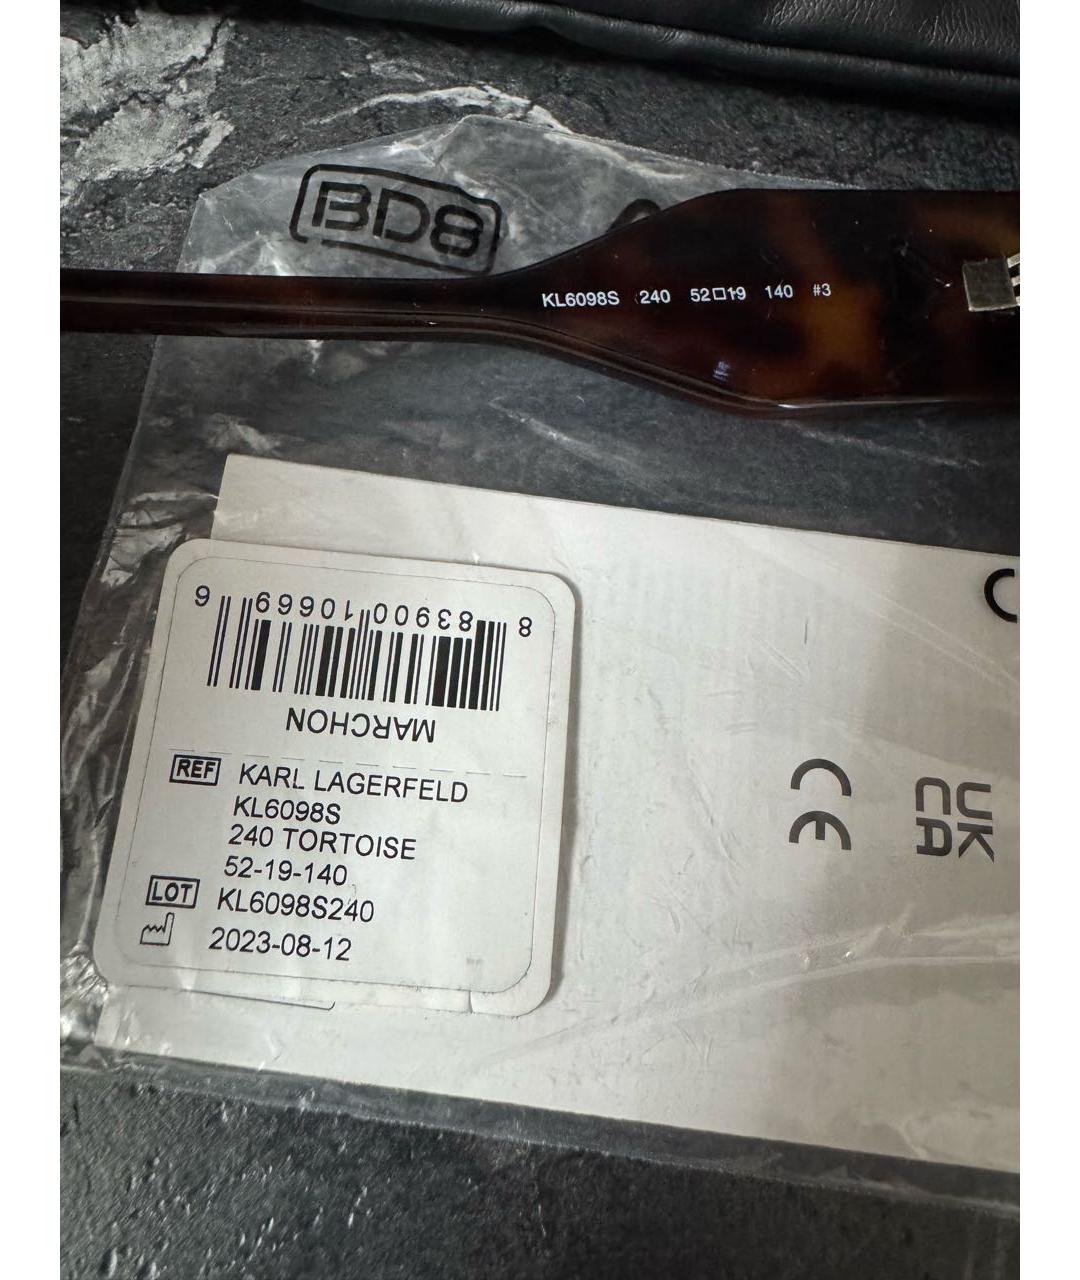 BD8
KL6098S 240 52□19 140 #3
8 83900 10669 6
MARCHON
REF KARL LAGERFELD
KL6098S
240 TORTOISE
52-19-140
LOT KL6098S240
2023-08-12
CE
UK
CA